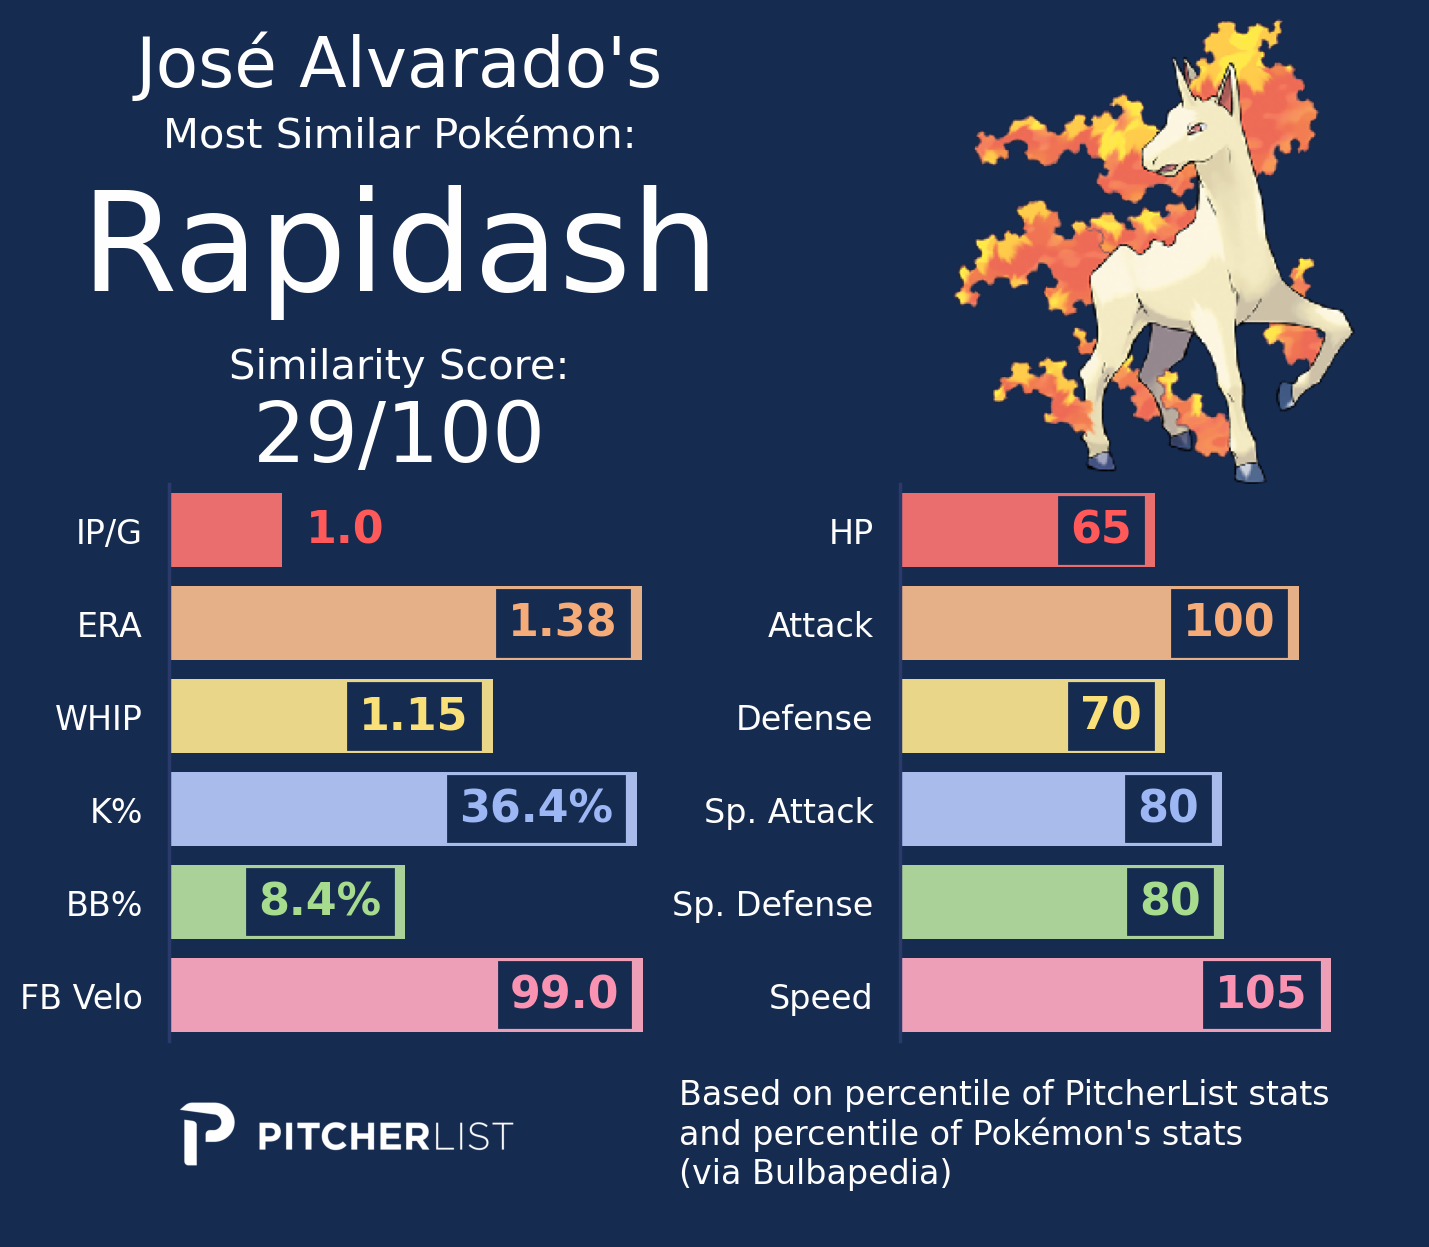 José Alvarado's
Most Similar Pokémon:
Rapidash
Similarity Score:
29/100
IP/G 1.0
ERA 1.38
WHIP 1.15
K% 36.4%
BB% 8.4%
FB Velo 99.0
HP 65
Attack 100
Defense 70
Sp. Attack 80
Sp. Defense 80
Speed 105
PITCHERLIST
Based on percentile of PitcherList stats
and percentile of Pokémon's stats
(via Bulbapedia)